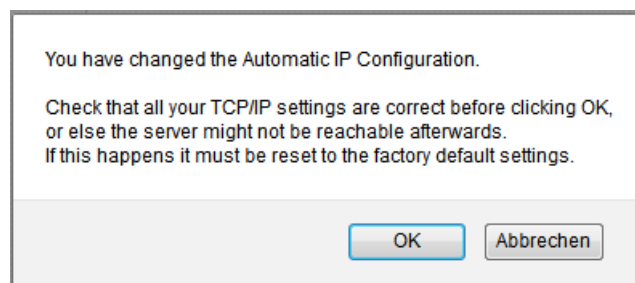 You have changed the Automatic IP Configuration.
Check that all your TCP/IP settings are correct before clicking OK,
or else the server might not be reachable afterwards.
If this happens it must be reset to the factory default settings.
OK
Abbrechen